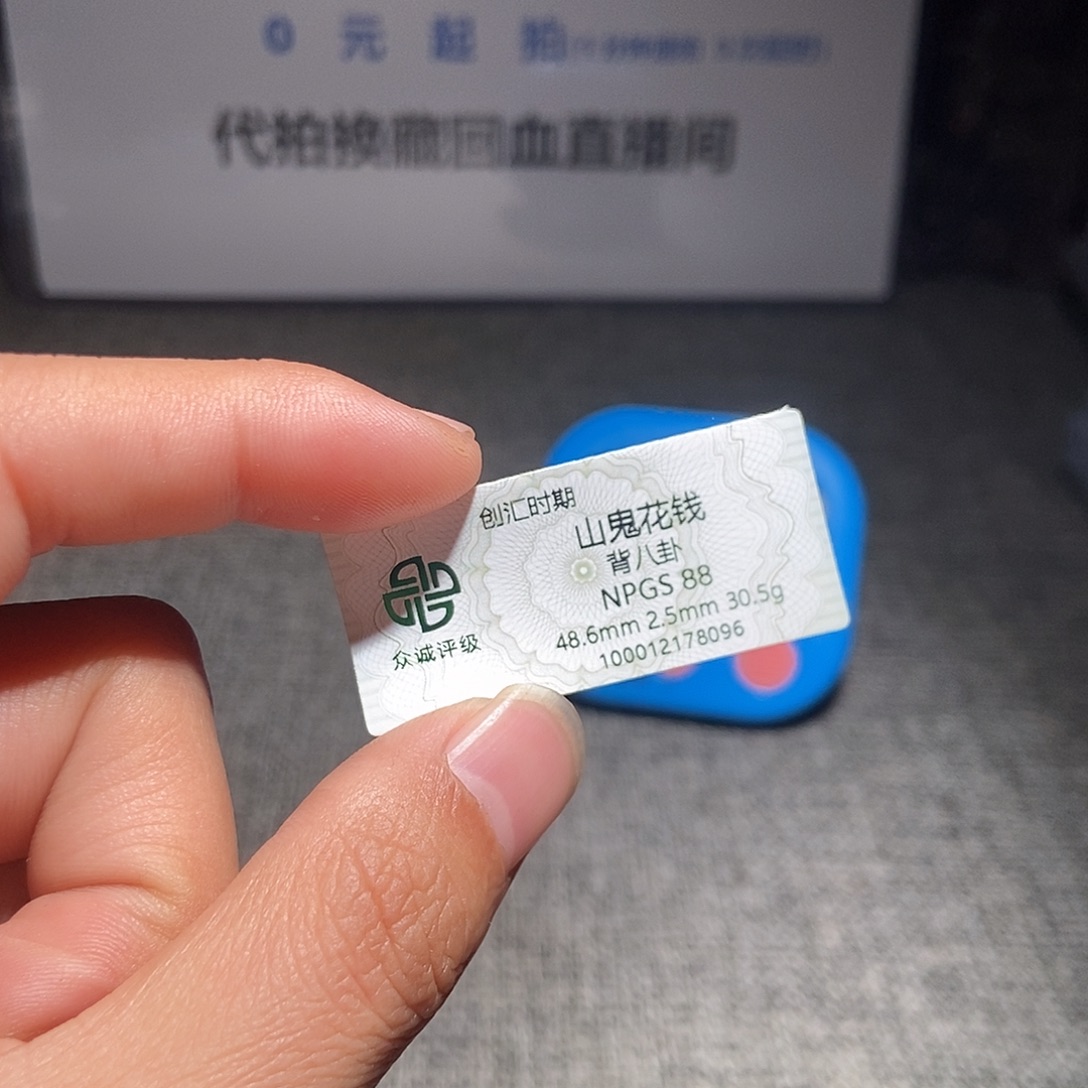 0 元 起 拍
代拍换藏回血直播间
创汇时期
山鬼花钱
背八卦
NPGS 88
48.6mm 2.5mm 30.5g
100012178096
众诚评级